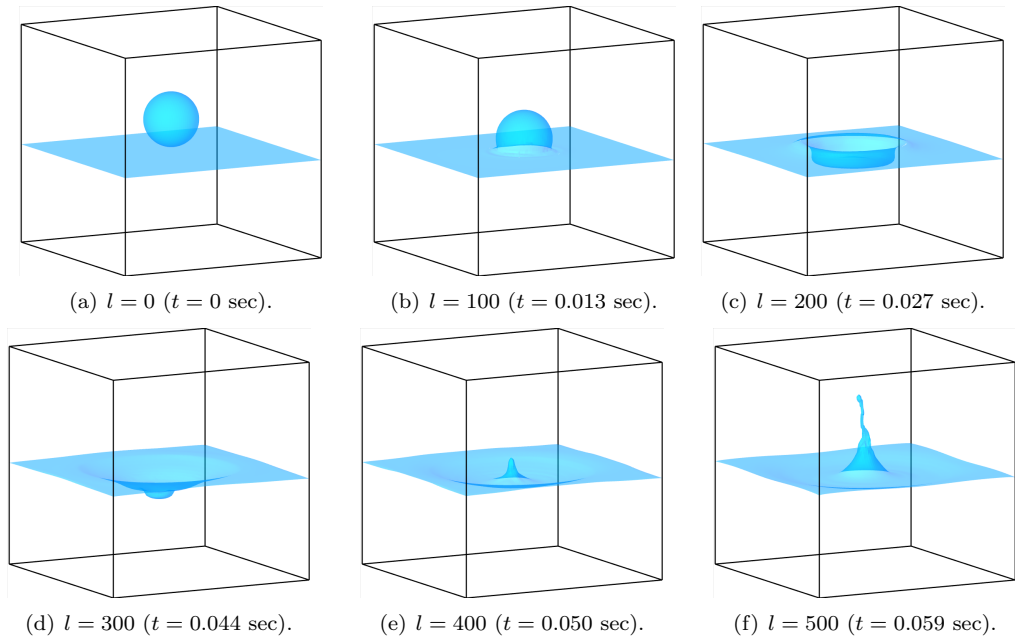 (a) l = 0 (t = 0 sec).
(b) l = 100 (t = 0.013 sec).
(c) l = 200 (t = 0.027 sec).
(d) l = 300 (t = 0.044 sec).
(e) l = 400 (t = 0.050 sec).
(f) l = 500 (t = 0.059 sec).